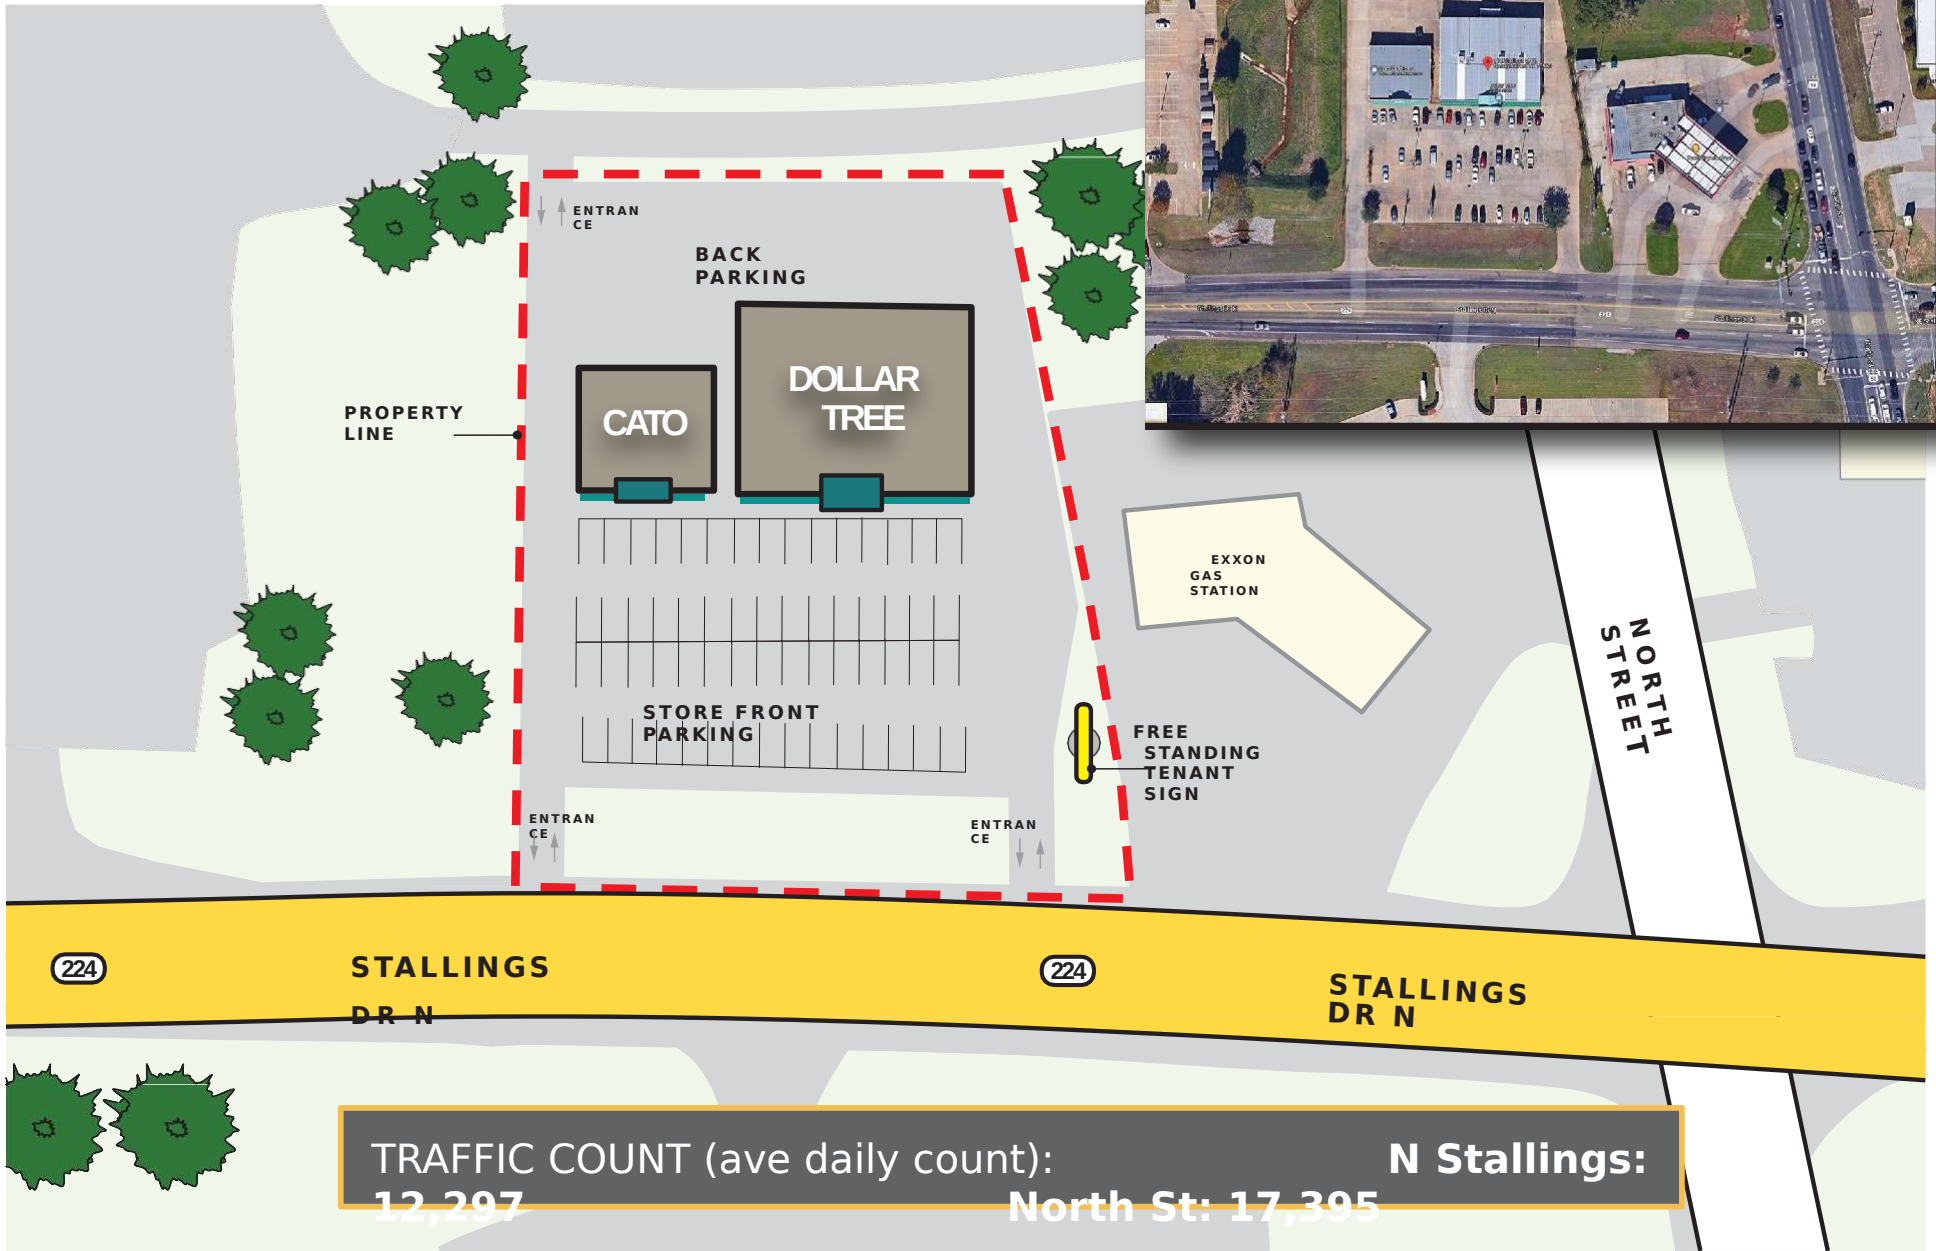 ENTRAN
CE
BACK
PARKING
DOLLAR
TREE
CATO
PROPERTY
LINE
EXXON
GAS
STATION
NORTH
STREET
STORE FRONT
PARKING
FREE
STANDING
TENANT
SIGN
ENTRAN
CE
ENTRAN
CE
224
STALLINGS
DR N
224
STALLINGS
DR N
TRAFFIC COUNT (ave daily count): N Stallings:
12,297 North St: 17,395